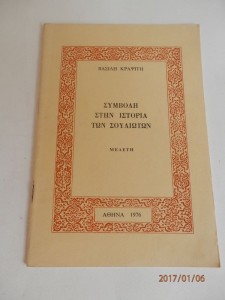 ΒΑΣΙΛΗ ΚΡΑΨΙΤΗ
ΣΥΜΒΟΛΗ
ΣΤΗΝ ΙΣΤΟΡΙΑ
ΤΩΝ ΣΟΥΛΙΩΤΩΝ
ΜΕΛΕΤΗ
ΑΘΗΝΑ 1976
2017/01/06